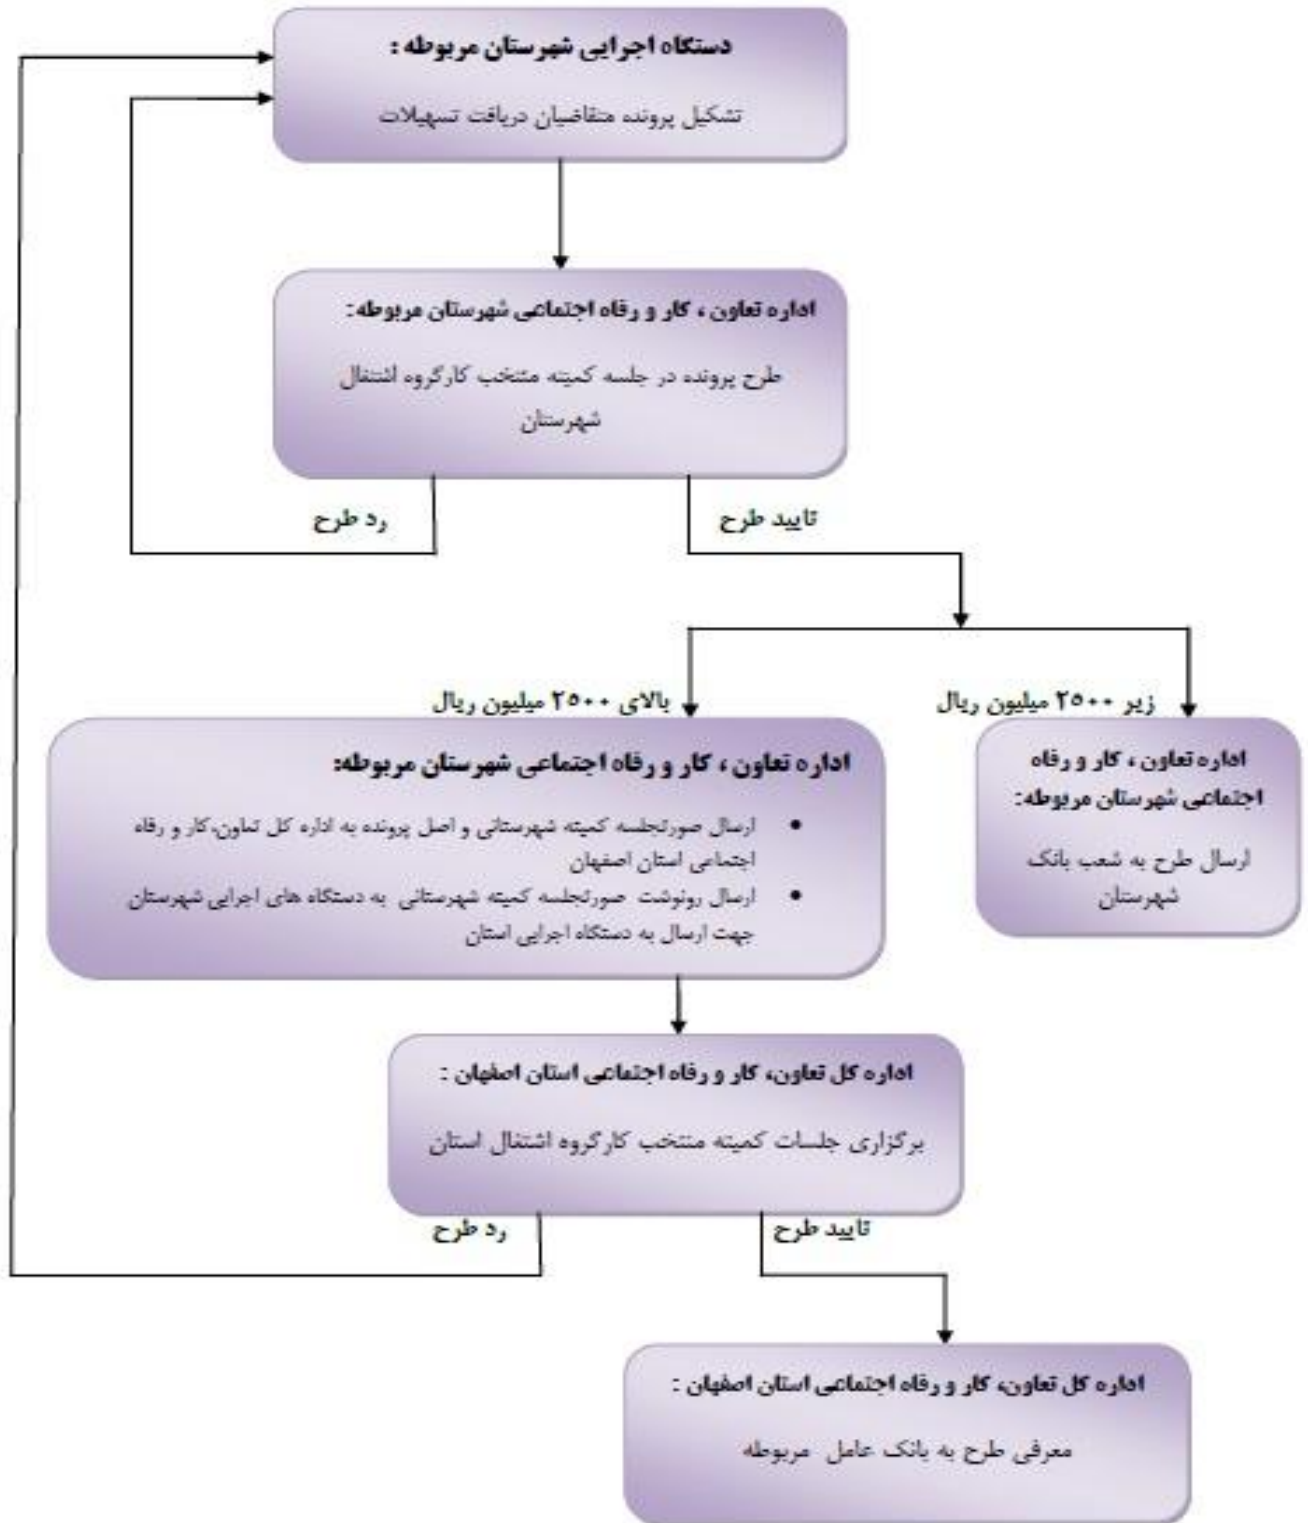 دستگاه اجرایی شهرستان مربوطه :
تشکیل پرونده متقاضیان دریافت تسهیلات
اداره تعاون ، کار و رفاه اجتماعی شهرستان مربوطه:
طرح پرونده در جلسه کمیته منتخب کارگروه اشتغال
شهرستان
رد طرح
تایید طرح
بالای ۲۵۰۰ میلیون ریال
زیر ۲۵۰۰ میلیون ریال
اداره تعاون ، کار و رفاه
اجتماعی شهرستان مربوطه:
ارسال طرح به شعب بانک
شهرستان
اداره تعاون ، کار و رفاه اجتماعی شهرستان مربوطه:
• ارسال صورتجلسه کمیته شهرستانی و اصل پرونده به اداره کل تعاون،کار و رفاه
اجتماعی استان اصفهان
• ارسال رونوشت صورتجلسه کمیته شهرستانی به دستگاه های اجرایی شهرستان
جهت ارسال به دستگاه اجرایی استان
اداره کل تعاون، کار و رفاه اجتماعی استان اصفهان :
برگزاری جلسات کمیته منتخب کارگروه اشتغال استان
رد طرح
تایید طرح
اداره کل تعاون، کار و رفاه اجتماعی استان اصفهان :
معرفی طرح به بانک عامل مربوطه